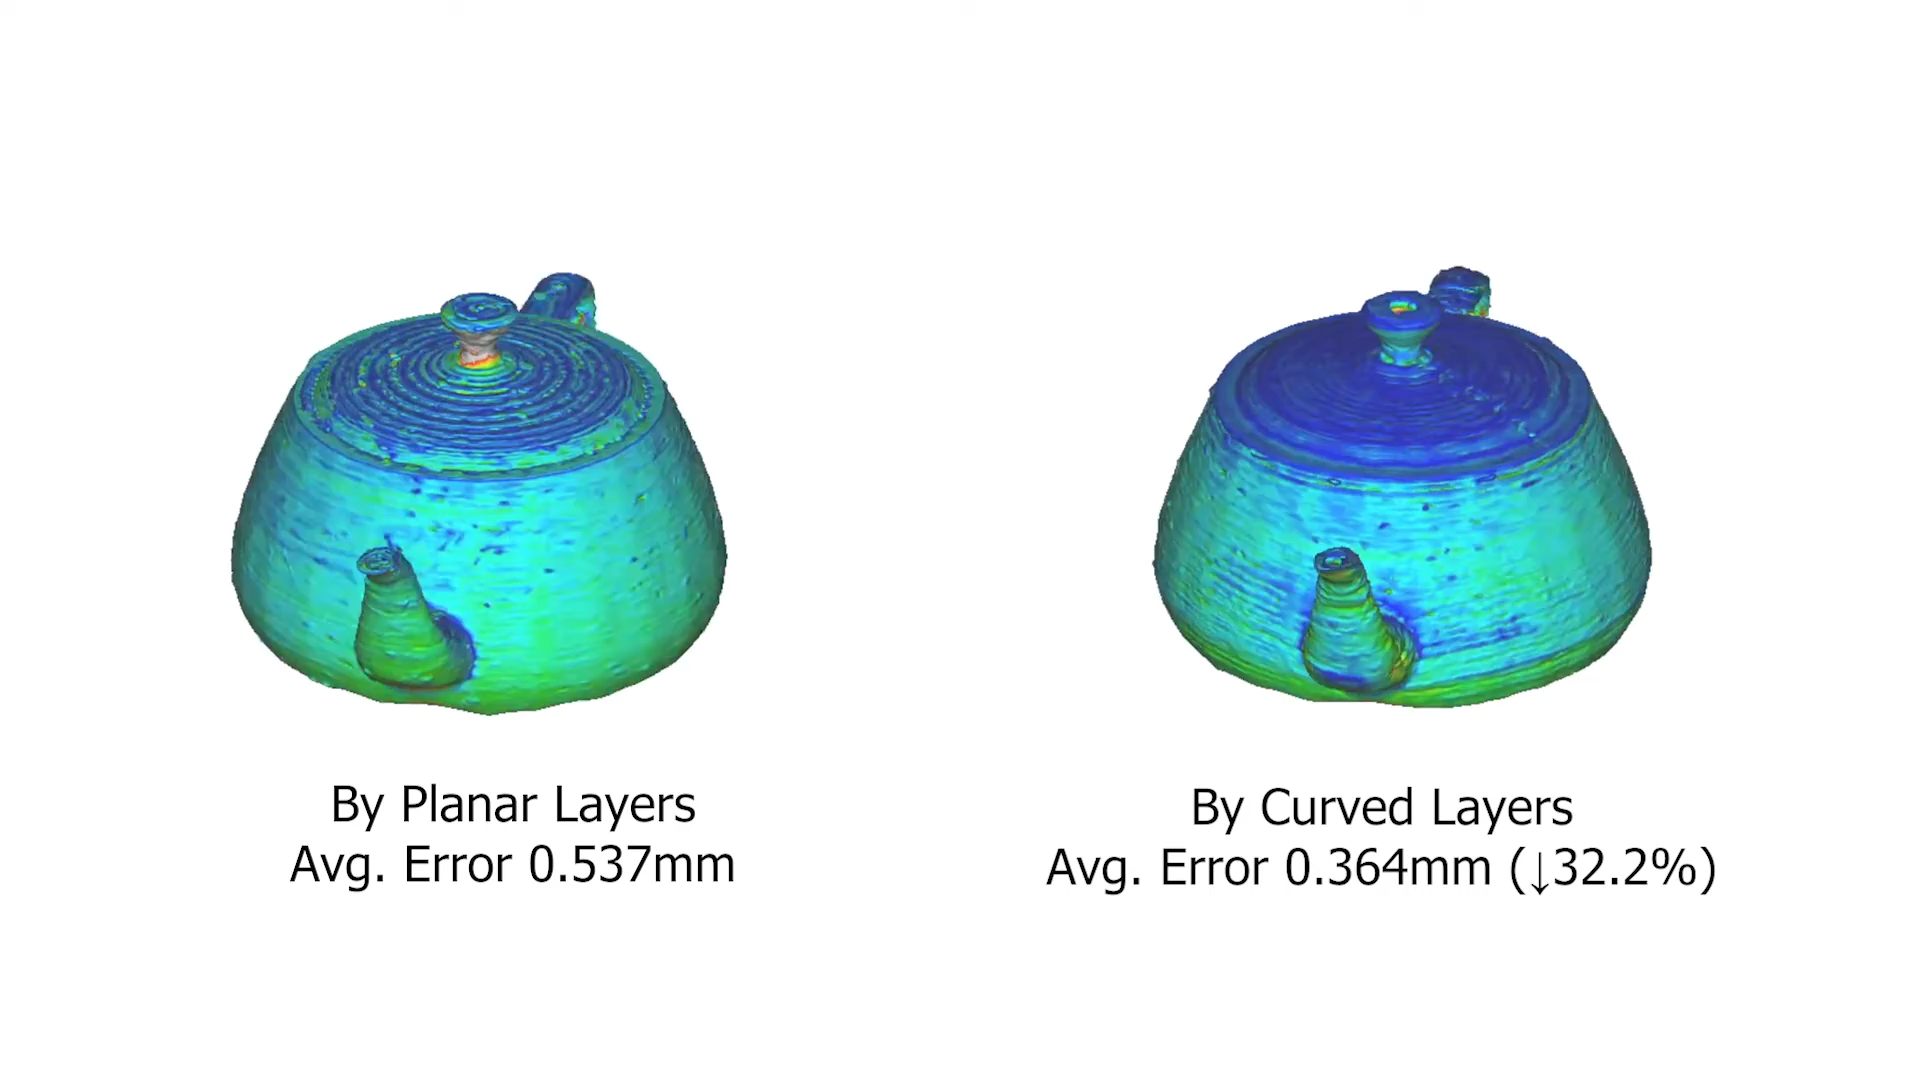 By Planar Layers
Avg. Error 0.537mm
By Curved Layers
Avg. Error 0.364mm (↓32.2%)